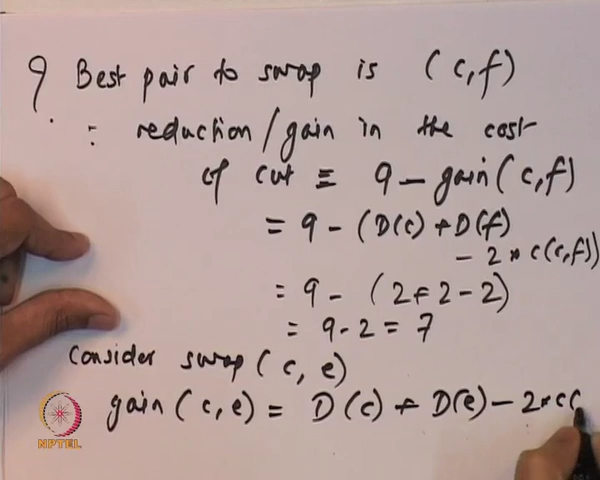 9 Best pair to swap is (c,f)
∴ reduction/gain in the cost
of cut ≡ 9 - gain(c,f)
= 9 - (D(c) + D(f)
- 2 * c(c,f))
= 9 - (2+2-2)
= 9-2 = 7
Consider swap (c, e)
gain(c,e) = D(c) + D(e) - 2*c(
NPTEL